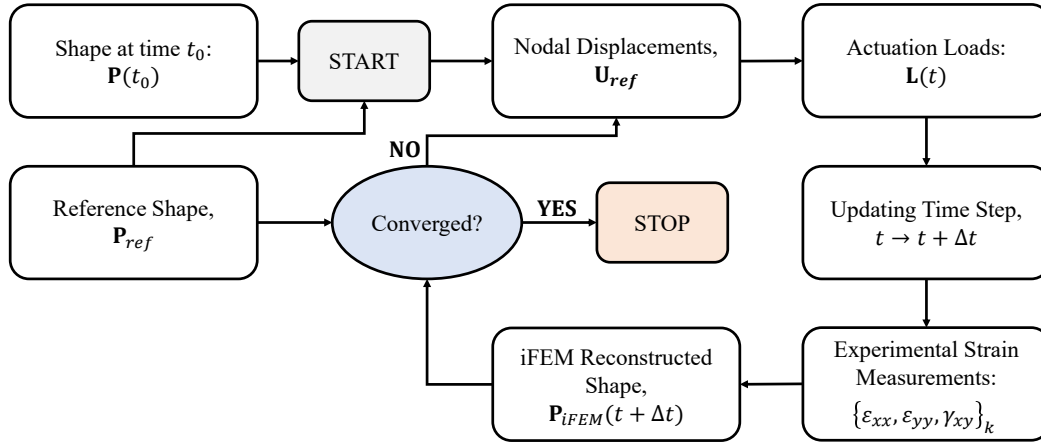 Shape at time t₀:
P(t₀)
START
Nodal Displacements,
U_ref
Actuation Loads:
L(t)
NO
Reference Shape,
P_ref
Converged?
YES
STOP
Updating Time Step,
t → t + Δt
iFEM Reconstructed
Shape,
P_iFEM(t + Δt)
Experimental Strain
Measurements:
{ε_xx, ε_yy, γ_xy}_k